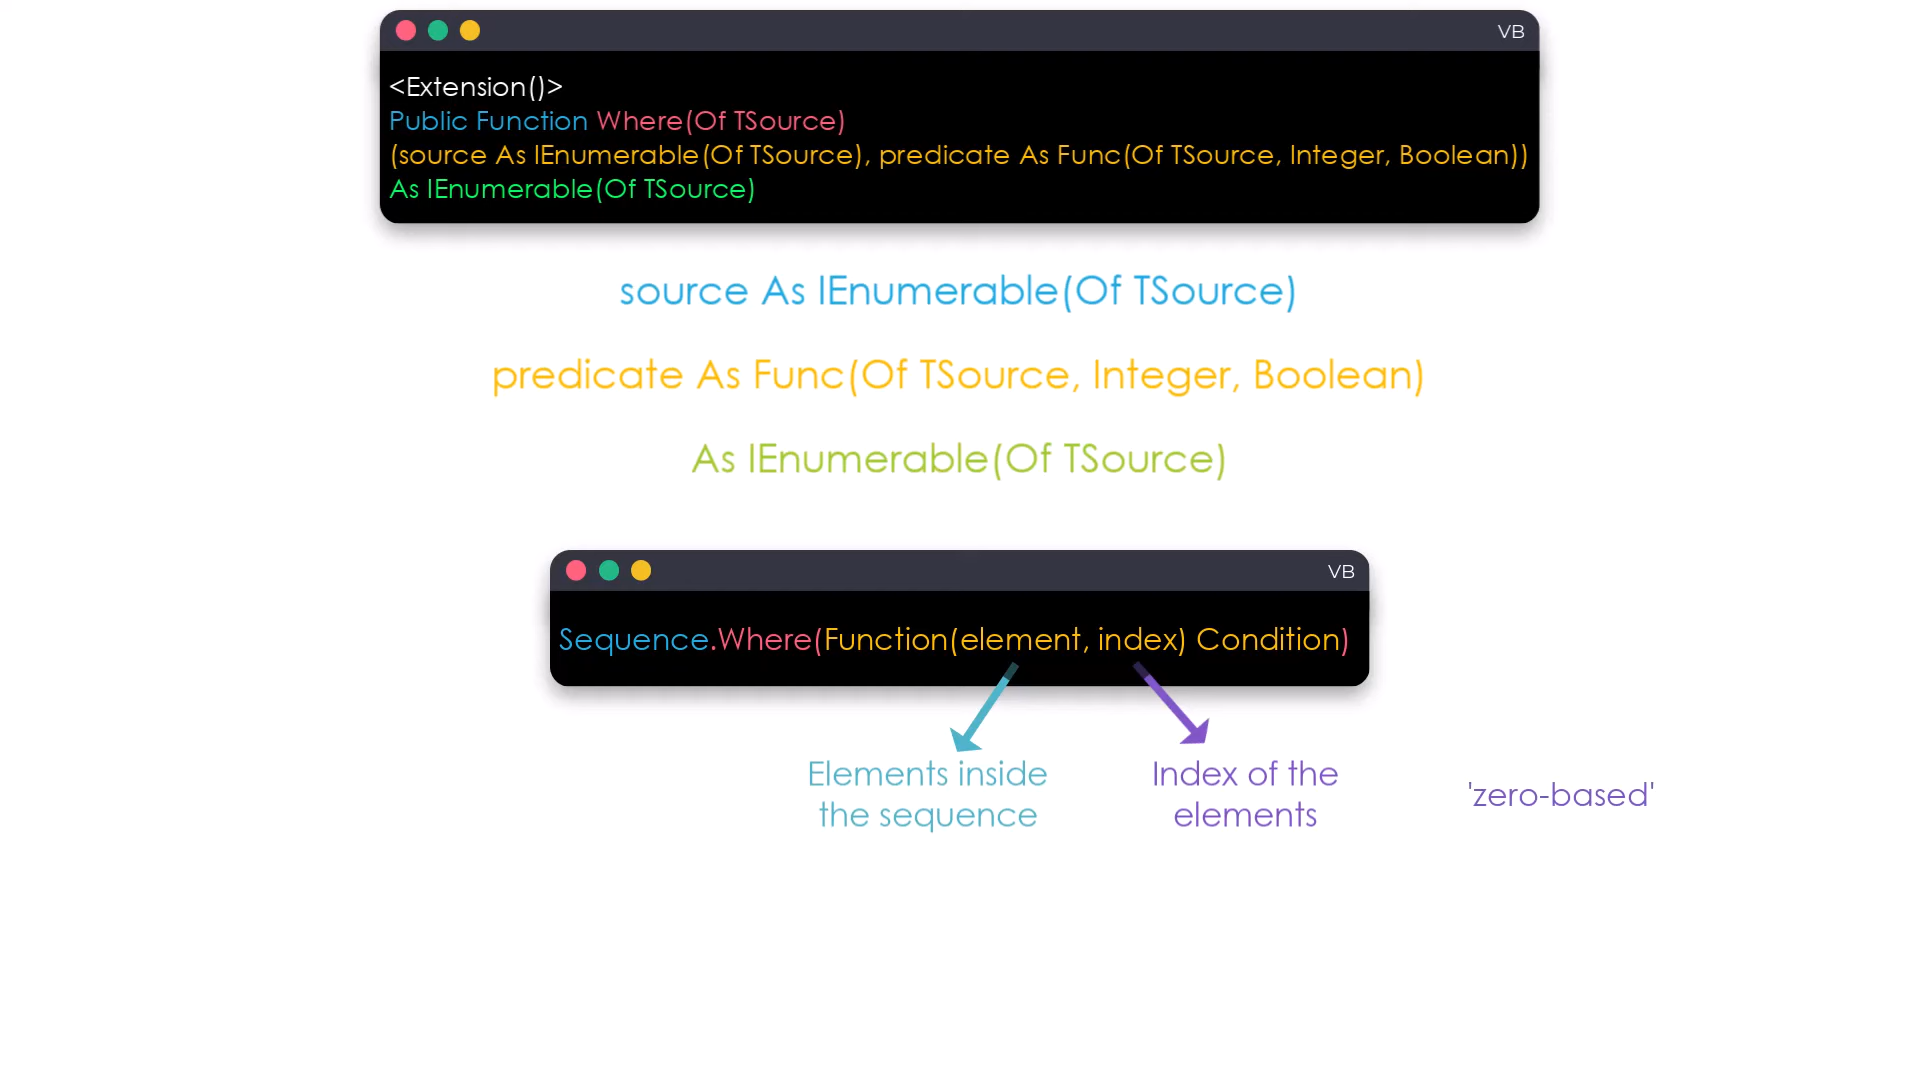 VB
<Extension()>
Public Function Where(Of TSource)
(source As IEnumerable(Of TSource), predicate As Func(Of TSource, Integer, Boolean))
As IEnumerable(Of TSource)
source As IEnumerable(Of TSource)
predicate As Func(Of TSource, Integer, Boolean)
As IEnumerable(Of TSource)
VB
Sequence.Where(Function(element, index) Condition)
Elements inside
the sequence
Index of the
elements
'zero-based'